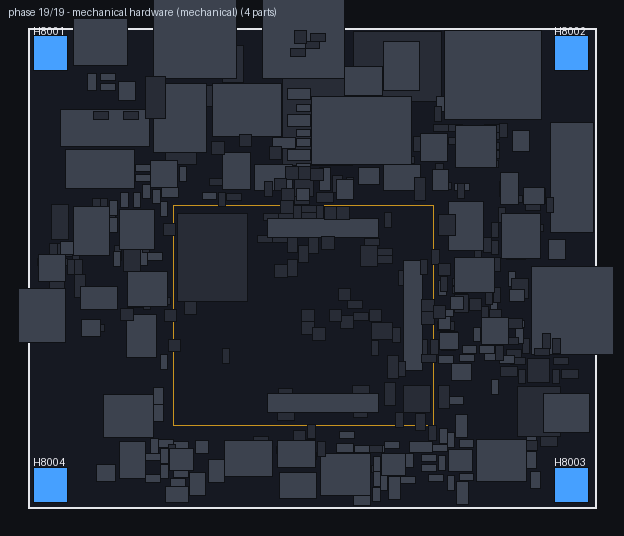 phase 19/19 - mechanical hardware (mechanical) (4 parts)
H8001
H8002
H8004
H8003